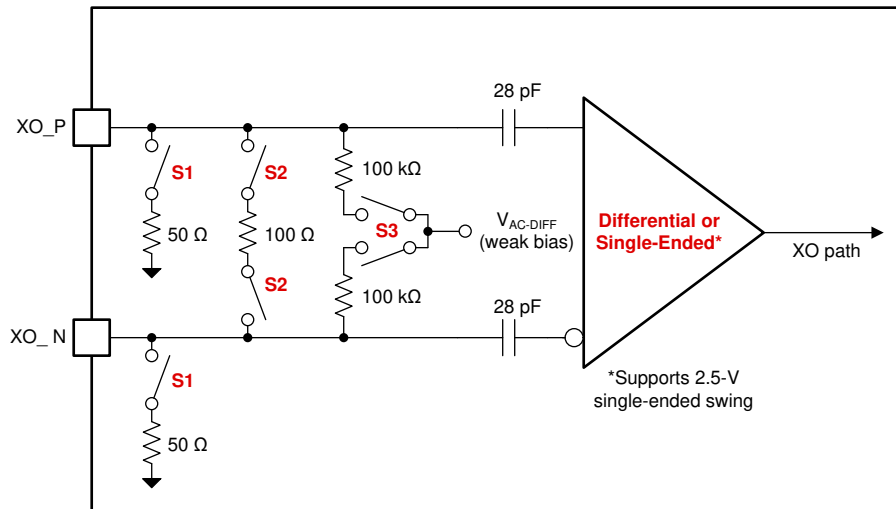 28 pF
XO_P
S1
S2
100 kΩ
50 Ω
100 Ω
S3
VAC-DIFF
(weak bias)
Differential or
Single-Ended*
XO path
S2
100 kΩ
28 pF
XO_ N
S1
*Supports 2.5-V
single-ended swing
50 Ω